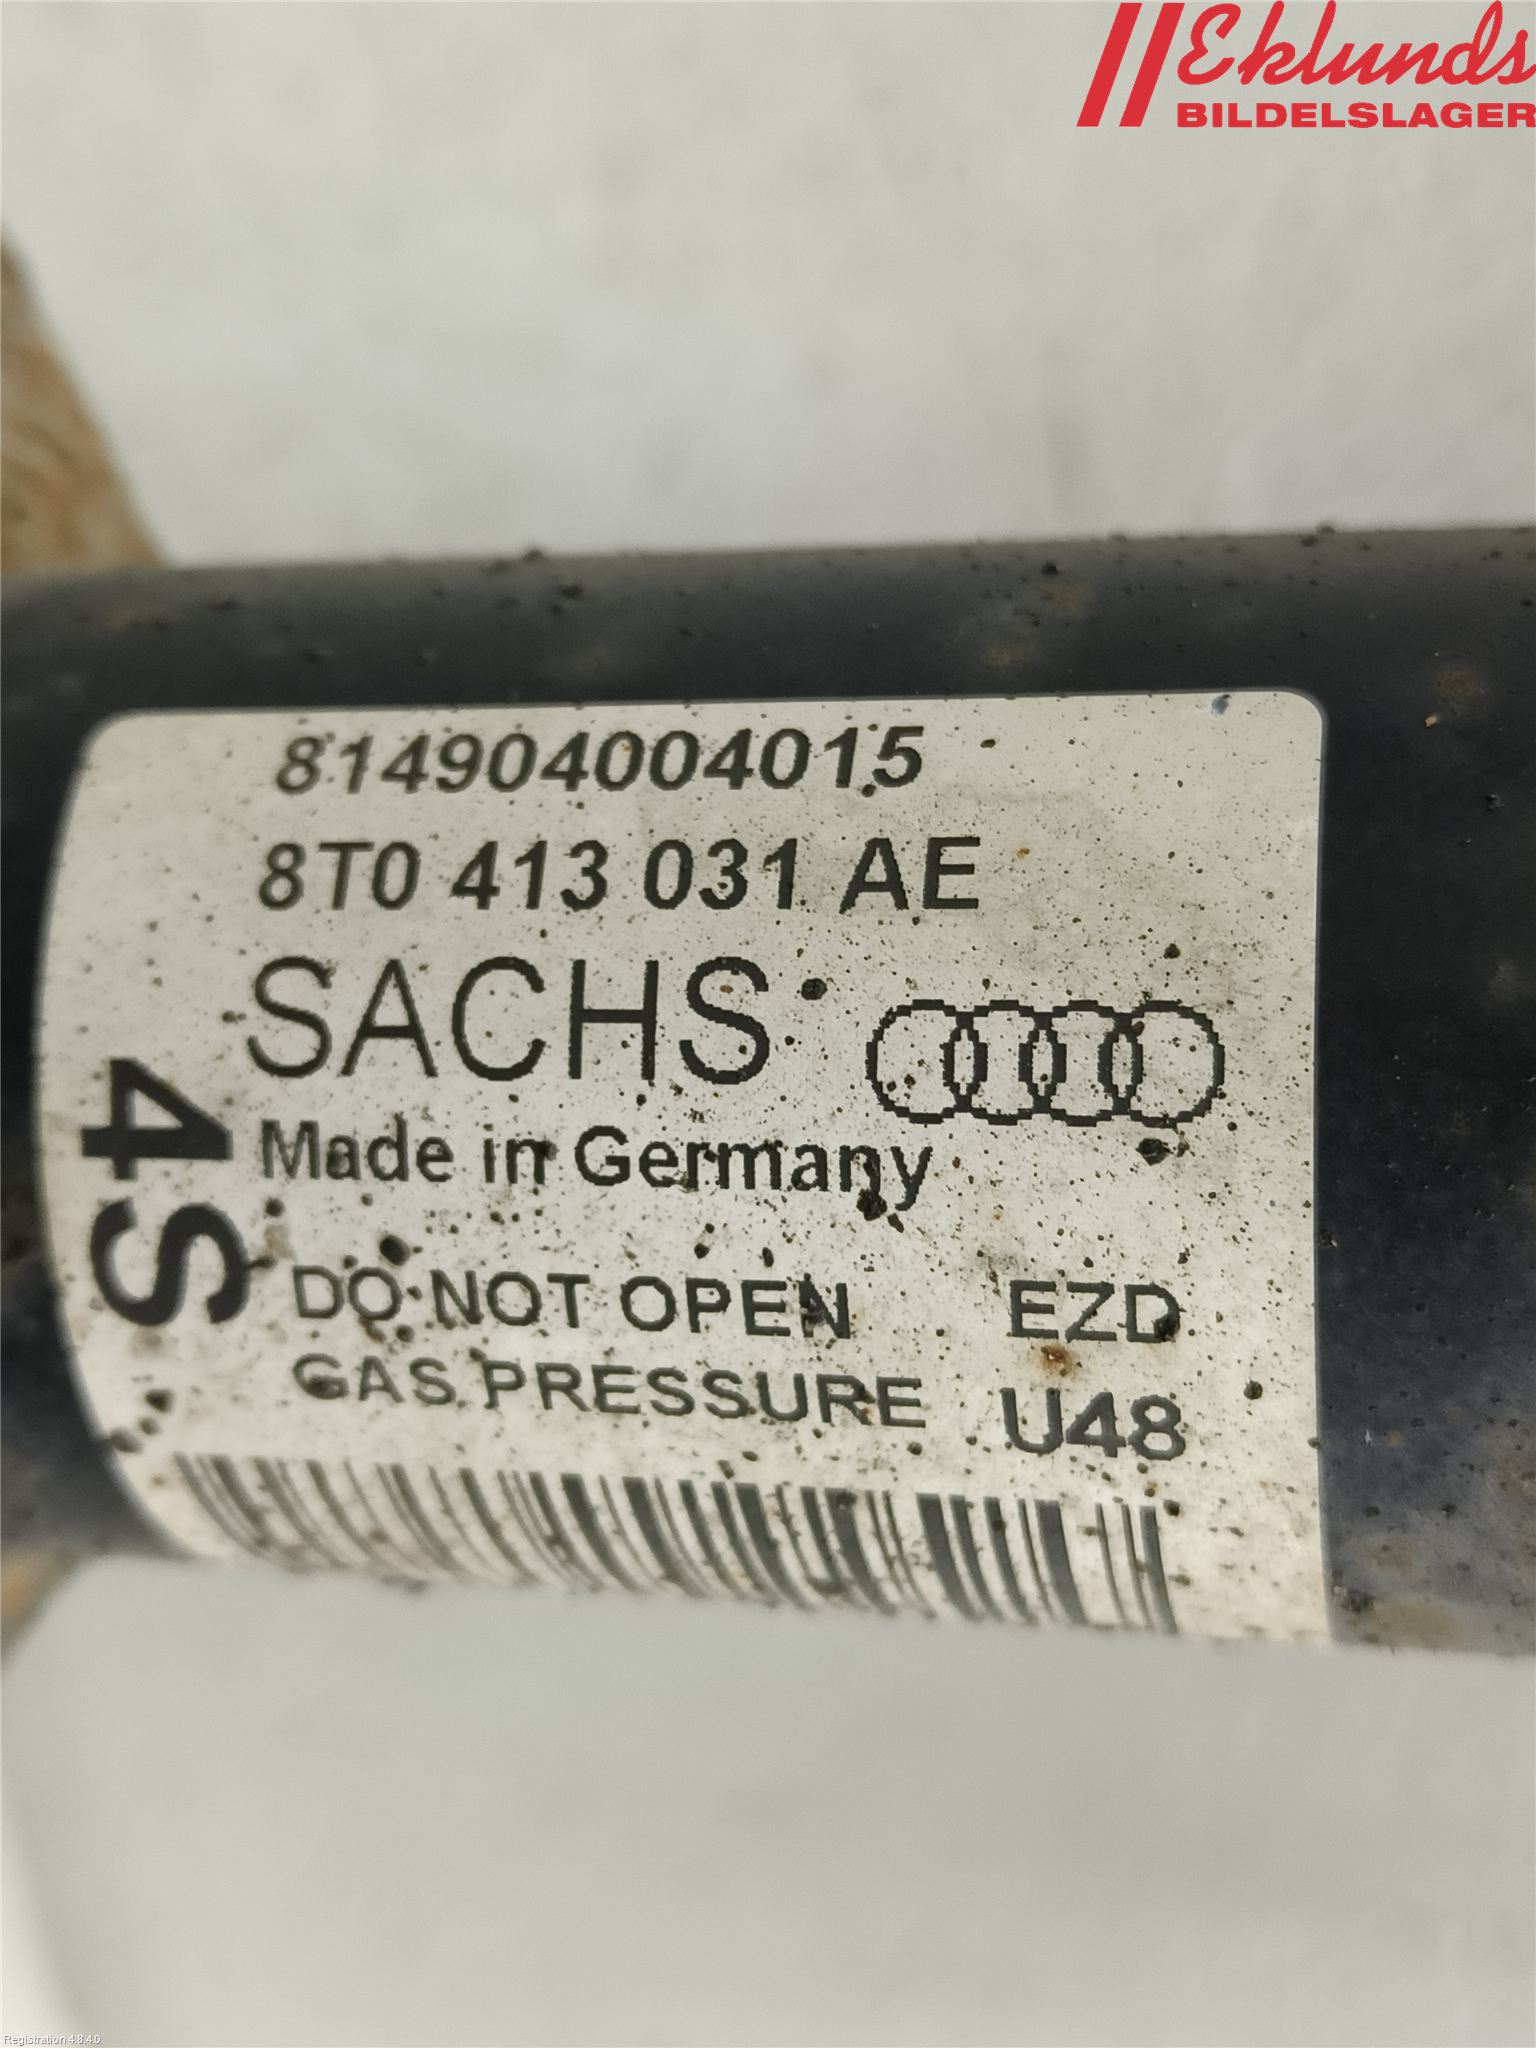 Eklunds
BILDELSLAGER
814904004015
8T0 413 031 AE
SACHS
Made in Germany
4S
DO NOT OPEN EZD
GAS PRESSURE U48
Registration 4.8.4.0